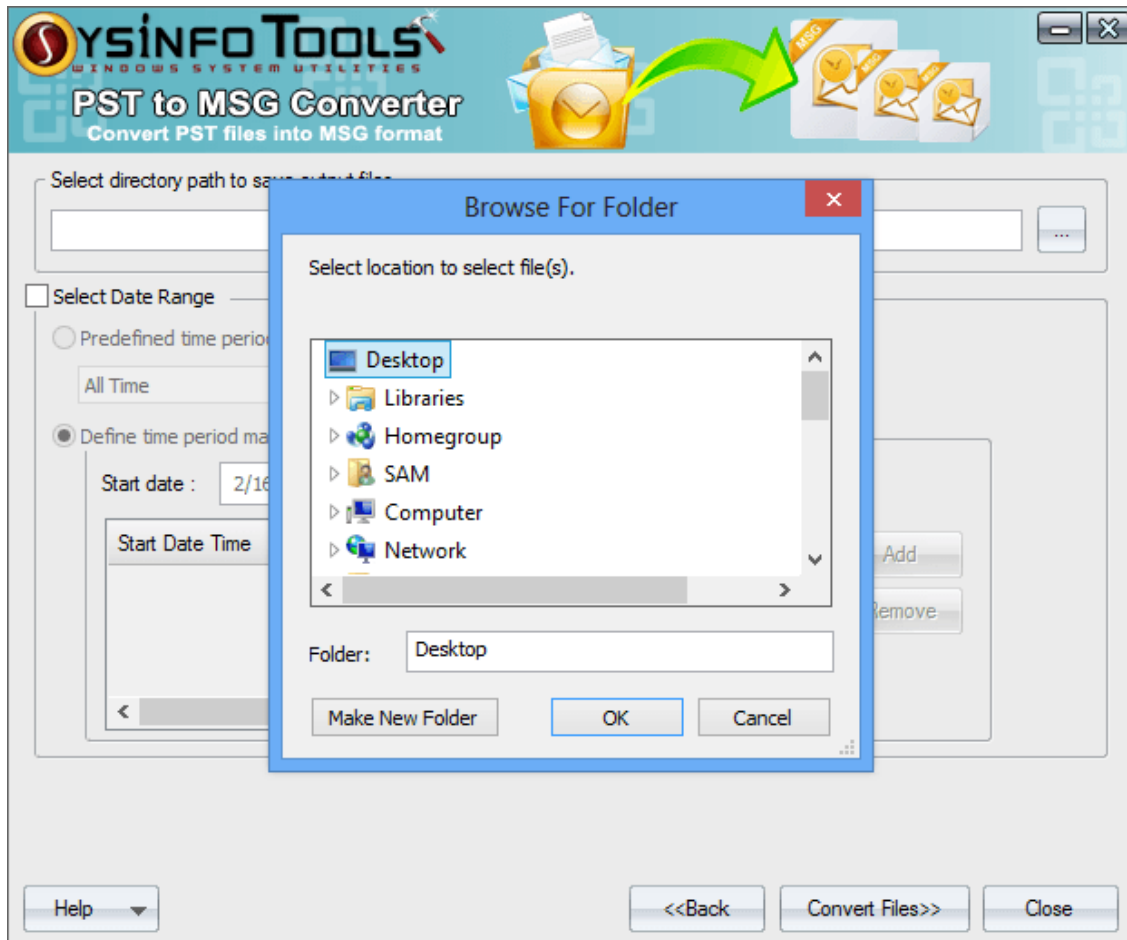 SYSINFO TOOLS
WINDOWS SYSTEM UTILITIES
PST to MSG Converter
Convert PST files into MSG format
MSG
MSG
MSG
Select directory path to save output files
...
Browse For Folder
Select location to select file(s).
Select Date Range
Predefined time perio
All Time
Define time period ma
Start date :
2/16
Start Date Time
Desktop
Libraries
Homegroup
SAM
Computer
Network
Add
Remove
Folder:
Desktop
Make New Folder
OK
Cancel
Help
<<Back
Convert Files>>
Close